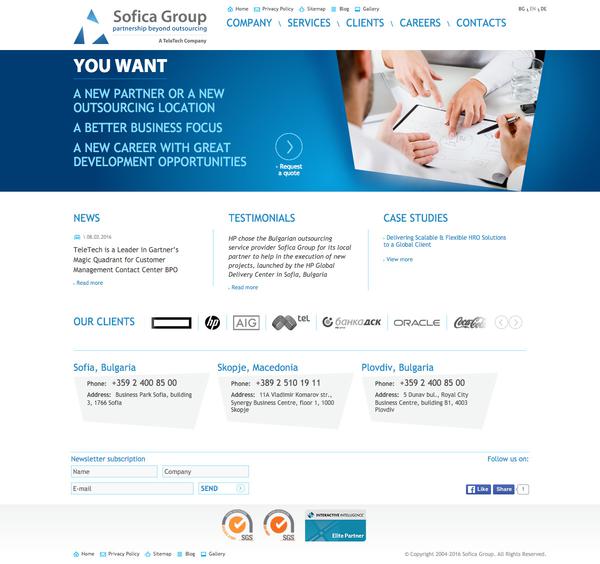 Home Privacy Policy Sitemap Blog Gallery
BG \ EN \ DE
Sofica Group
partnership beyond outsourcing
A TeleTech Company
COMPANY \ SERVICES \ CLIENTS \ CAREERS \ CONTACTS
YOU WANT
A NEW PARTNER OR A NEW
OUTSOURCING LOCATION
A BETTER BUSINESS FOCUS
A NEW CAREER WITH GREAT
DEVELOPMENT OPPORTUNITIES
Request
a quote
NEWS
\ 08.02.2016
TeleTech is a Leader in Gartner's
Magic Quadrant for Customer
Management Contact Center BPO
Read more
TESTIMONIALS
HP chose the Bulgarian outsourcing
service provider Sofica Group for its local
partner to help in the execution of new
projects, launched by the HP Global
Delivery Center in Sofia, Bulgaria
Read more
CASE STUDIES
Delivering Scalable & Flexible HRO Solutions
to a Global Client
View more
OUR CLIENTS
hp
AIG
tel
банка ДСК
ORACLE
Coca-Cola
Sofia, Bulgaria
Phone: +359 2 400 85 00
Address: Business Park Sofia, building
3, 1766 Sofia
Skopje, Macedonia
Phone: +389 2 510 19 11
Address: 11A Vladimir Komarov str.,
Synergy Business Centre, floor 1, 1000
Skopje
Plovdiv, Bulgaria
Phone: +359 2 400 85 00
Address: 5 Dunav bul., Royal City
Business Centre, building B1, 4003
Plovdiv
Newsletter subscription
Name
Company
E-mail
SEND
Follow us on:
Like
Share
1
SGS
SGS
INTERACTIVE INTELLIGENCE
Elite Partner
Home Privacy Policy Sitemap Blog Gallery
© Copyright 2004-2016 Sofica Group. All Rights Reserved.